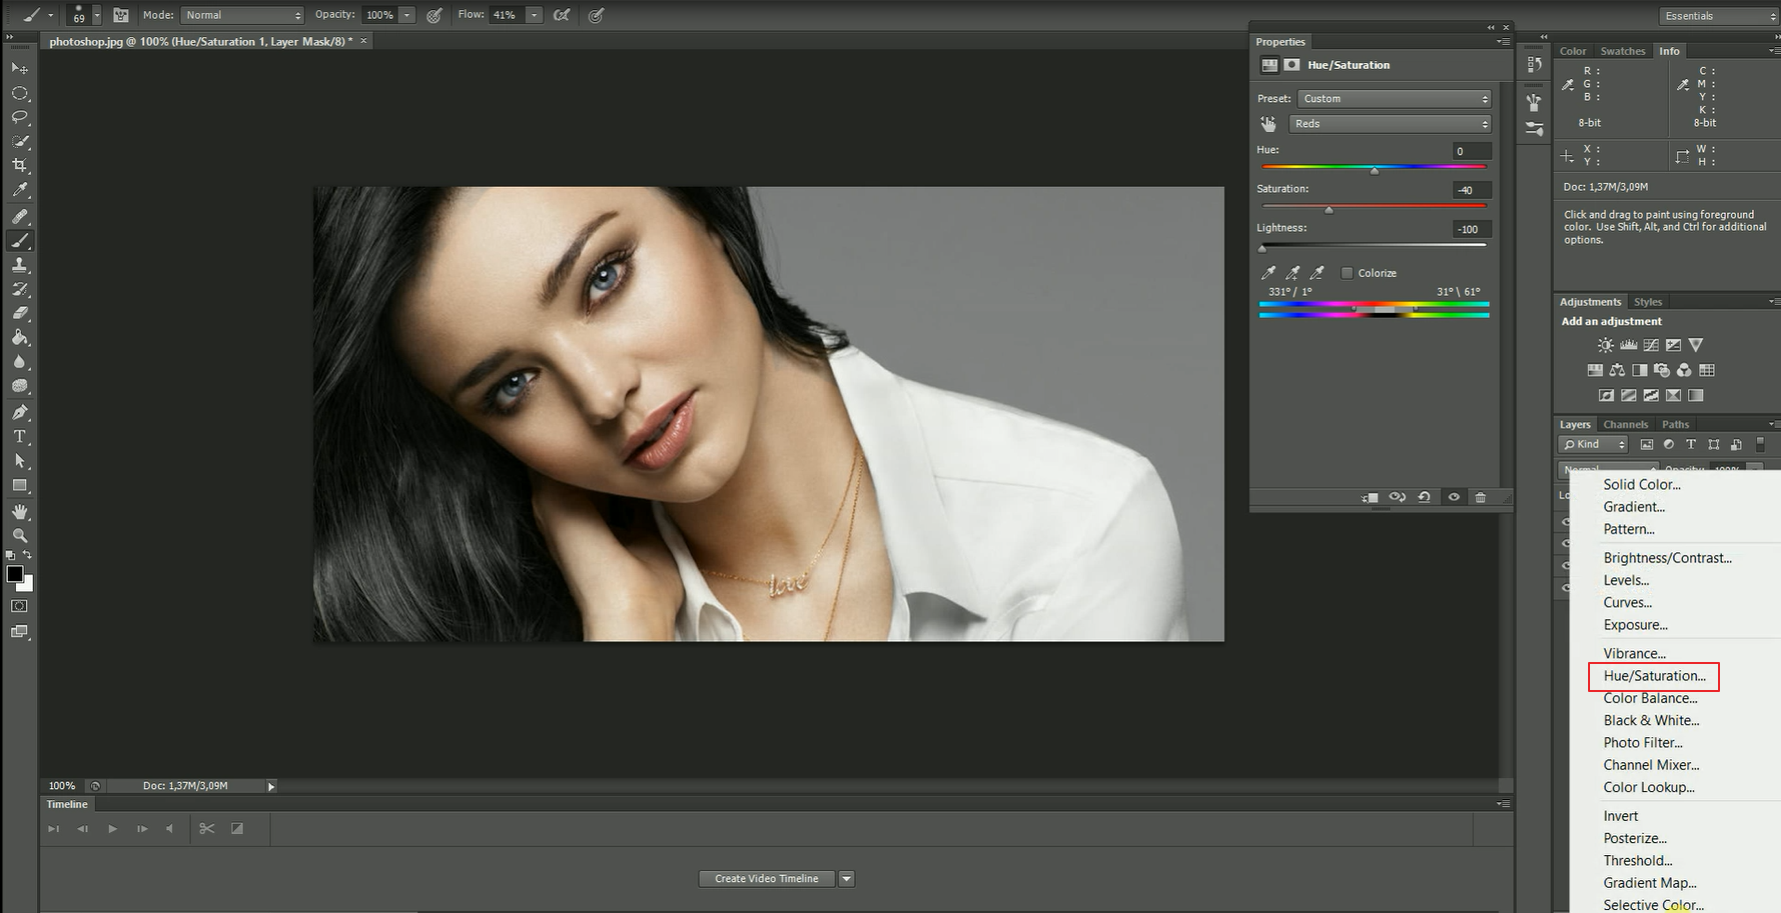 69 Mode: Normal Opacity: 100% Flow: 41% Essentials
photoshop.jpg @ 100% (Hue/Saturation 1, Layer Mask/8) * ×
Properties
Hue/Saturation
Preset: Custom
Reds
Hue: 0
Saturation: -40
Lightness: -100
Colorize
331°/ 1° 31°\ 61°
Color Swatches Info
R : C :
G : M :
B : Y :
K :
8-bit 8-bit
X : W :
Y : H :
Doc: 1,37M/3,09M
Click and drag to paint using foreground
color. Use Shift, Alt, and Ctrl for additional
options.
Adjustments Styles
Add an adjustment
Layers Channels Paths
Kind
Normal Opacity: 100%
Lo
Solid Color...
Gradient...
Pattern...
Brightness/Contrast...
Levels...
Curves...
Exposure...
Vibrance...
Hue/Saturation...
Color Balance...
Black & White...
Photo Filter...
Channel Mixer...
Color Lookup...
Invert
Posterize...
Threshold...
Gradient Map...
Selective Color...
love
100% Doc: 1,37M/3,09M
Timeline
Create Video Timeline